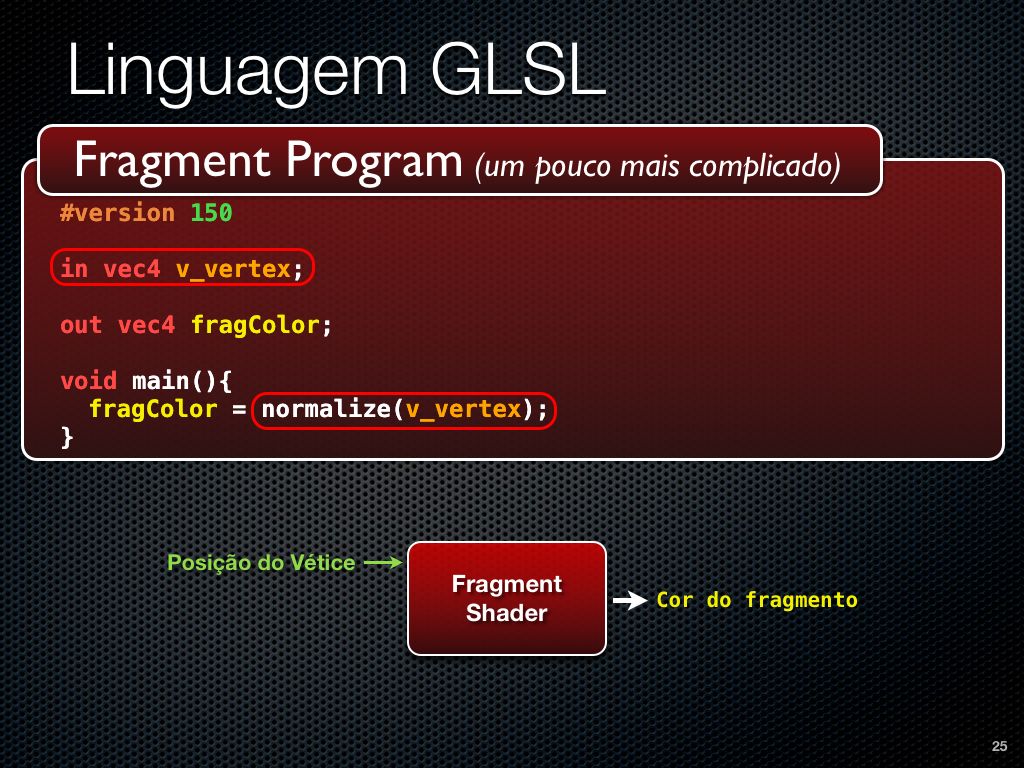 Linguagem GLSL
Fragment Program (um pouco mais complicado)
#version 150
in vec4 v_vertex;
out vec4 fragColor;
void main(){
fragColor = normalize(v_vertex);
}
Posição do Vétice
Fragment
Shader
Cor do fragmento
25